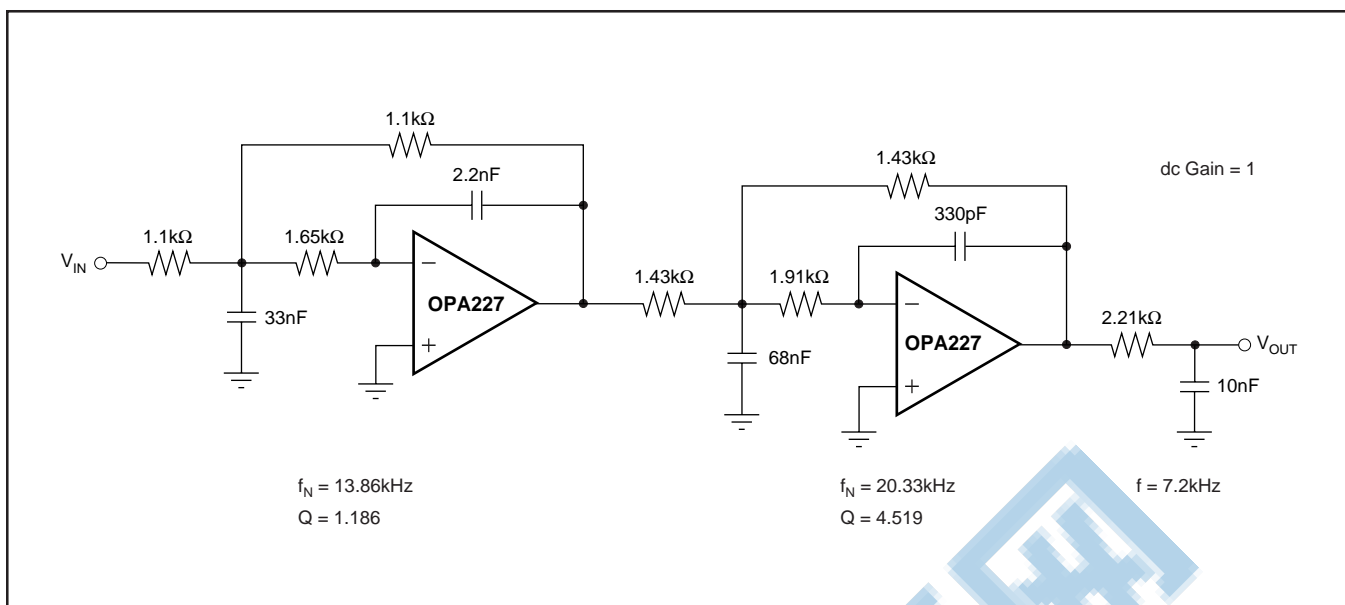 1.1kΩ
2.2nF
1.43kΩ
dc Gain = 1
330pF
V_IN
1.1kΩ
1.65kΩ
−
OPA227
+
33nF
1.43kΩ
1.91kΩ
−
OPA227
+
68nF
2.21kΩ
V_OUT
10nF
f_N = 13.86kHz
Q = 1.186
f_N = 20.33kHz
Q = 4.519
f = 7.2kHz